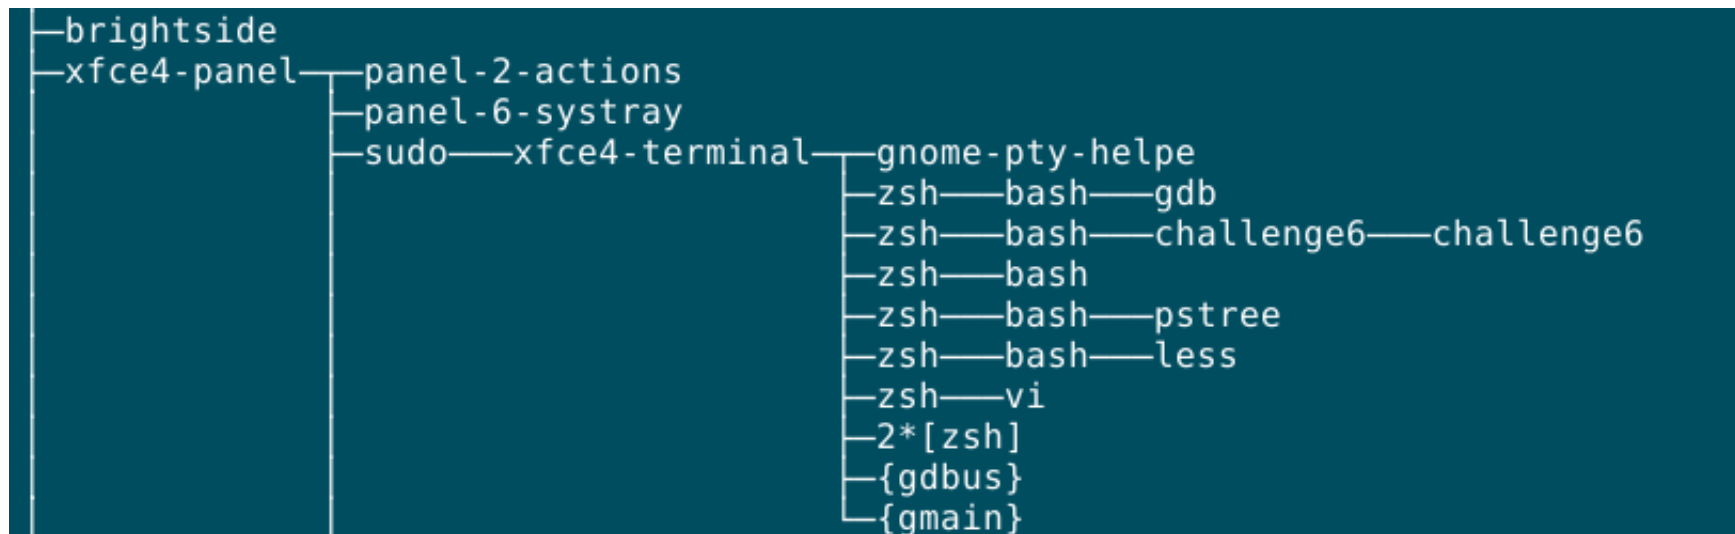 ├─brightside
├─xfce4-panel─┬─panel-2-actions
│             ├─panel-6-systray
│             ├─sudo───xfce4-terminal─┬─gnome-pty-helpe
│             │                       ├─zsh───bash───gdb
│             │                       ├─zsh───bash───challenge6───challenge6
│             │                       ├─zsh───bash
│             │                       ├─zsh───bash───pstree
│             │                       ├─zsh───bash───less
│             │                       ├─zsh───vi
│             │                       ├─2*[zsh]
│             │                       ├─{gdbus}
│             │                       └─{gmain}